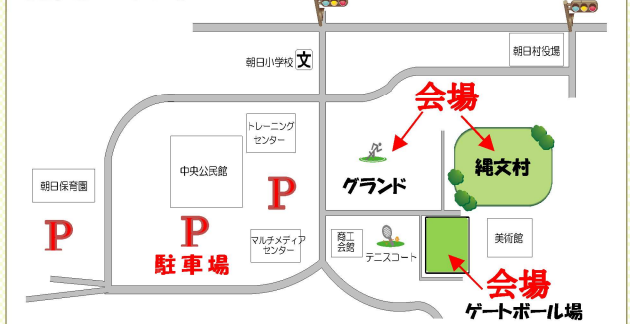 朝日小学校
文
朝日村役場
会場
トレーニング
センター
中央公民館
グランド
縄文村
朝日保育園
P
P
P
駐車場
マルチメディア
センター
商工
会館
テニスコート
美術館
会場
ゲートボール場